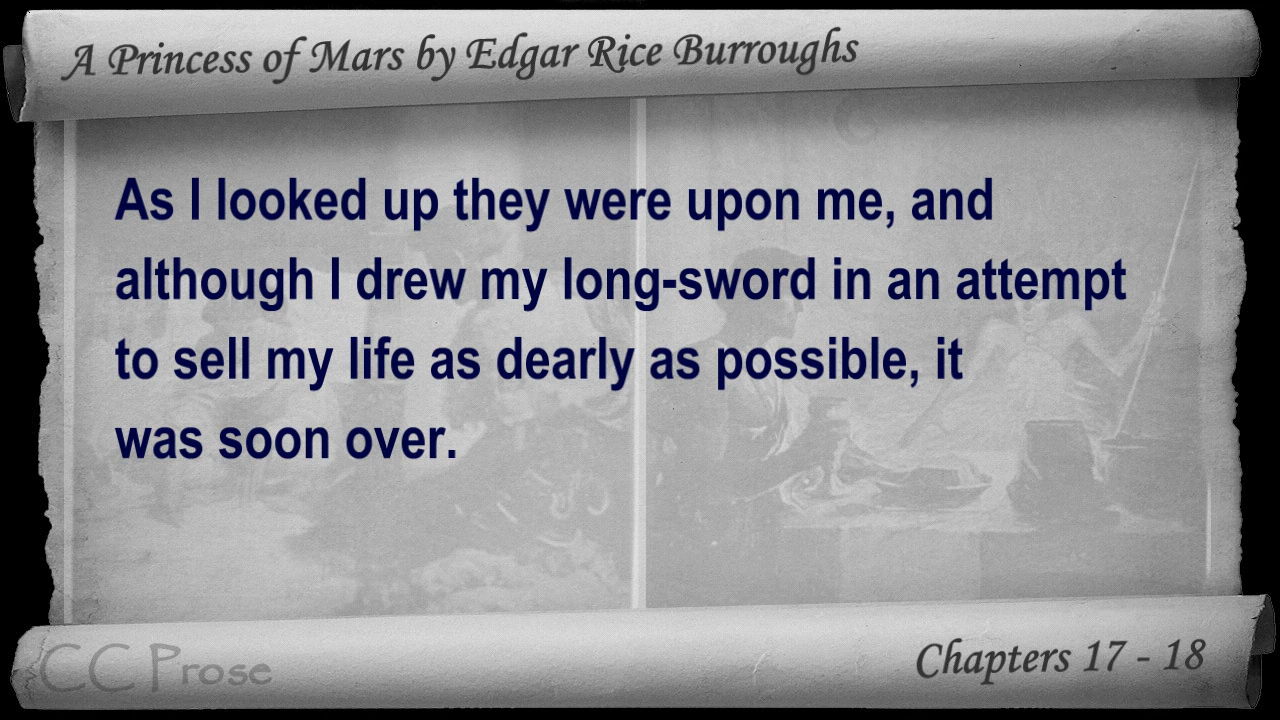 A Princess of Mars by Edgar Rice Burroughs
As I looked up they were upon me, and
although I drew my long-sword in an attempt
to sell my life as dearly as possible, it
was soon over.
CC Prose
Chapters 17 - 18